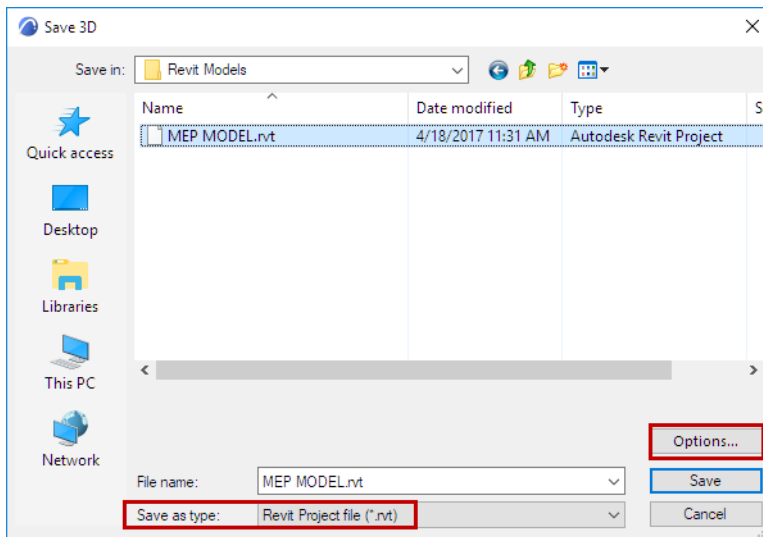 Save 3D
Save in: Revit Models
Name Date modified Type S
MEP MODEL.rvt 4/18/2017 11:31 AM Autodesk Revit Project
Quick access
Desktop
Libraries
This PC
Network
Options...
File name: MEP MODEL.rvt Save
Save as type: Revit Project file (*.rvt) Cancel